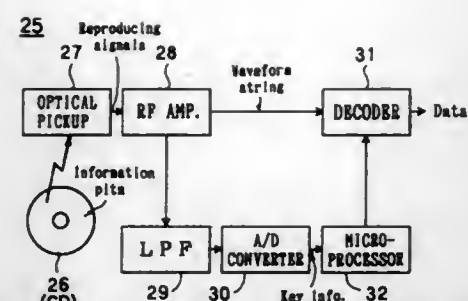 25
Reproducing
signals
27
28
31
OPTICAL
PICKUP
RF AMP.
Waveform
string
DECODER
Data
Information
pits
LPF
A/D
CONVERTER
MICRO-
PROCESSOR
26
(CD)
29
30
Key info.
32